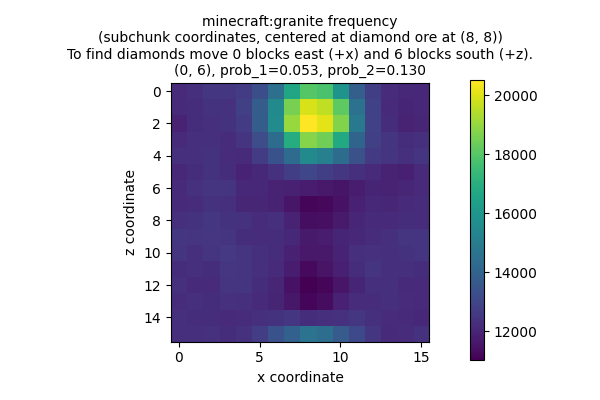 minecraft:granite frequency
(subchunk coordinates, centered at diamond ore at (8, 8))
To find diamonds move 0 blocks east (+x) and 6 blocks south (+z).
(0, 6), prob_1=0.053, prob_2=0.130
0
2
4
6
8
10
12
14
z coordinate
0
5
10
15
x coordinate
20000
18000
16000
14000
12000